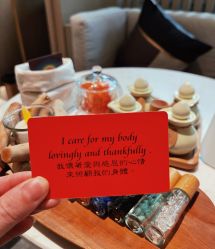 I care for my body
lovingly and thankfully .
我懷著愛與感恩的心情
來照顧我的身體。